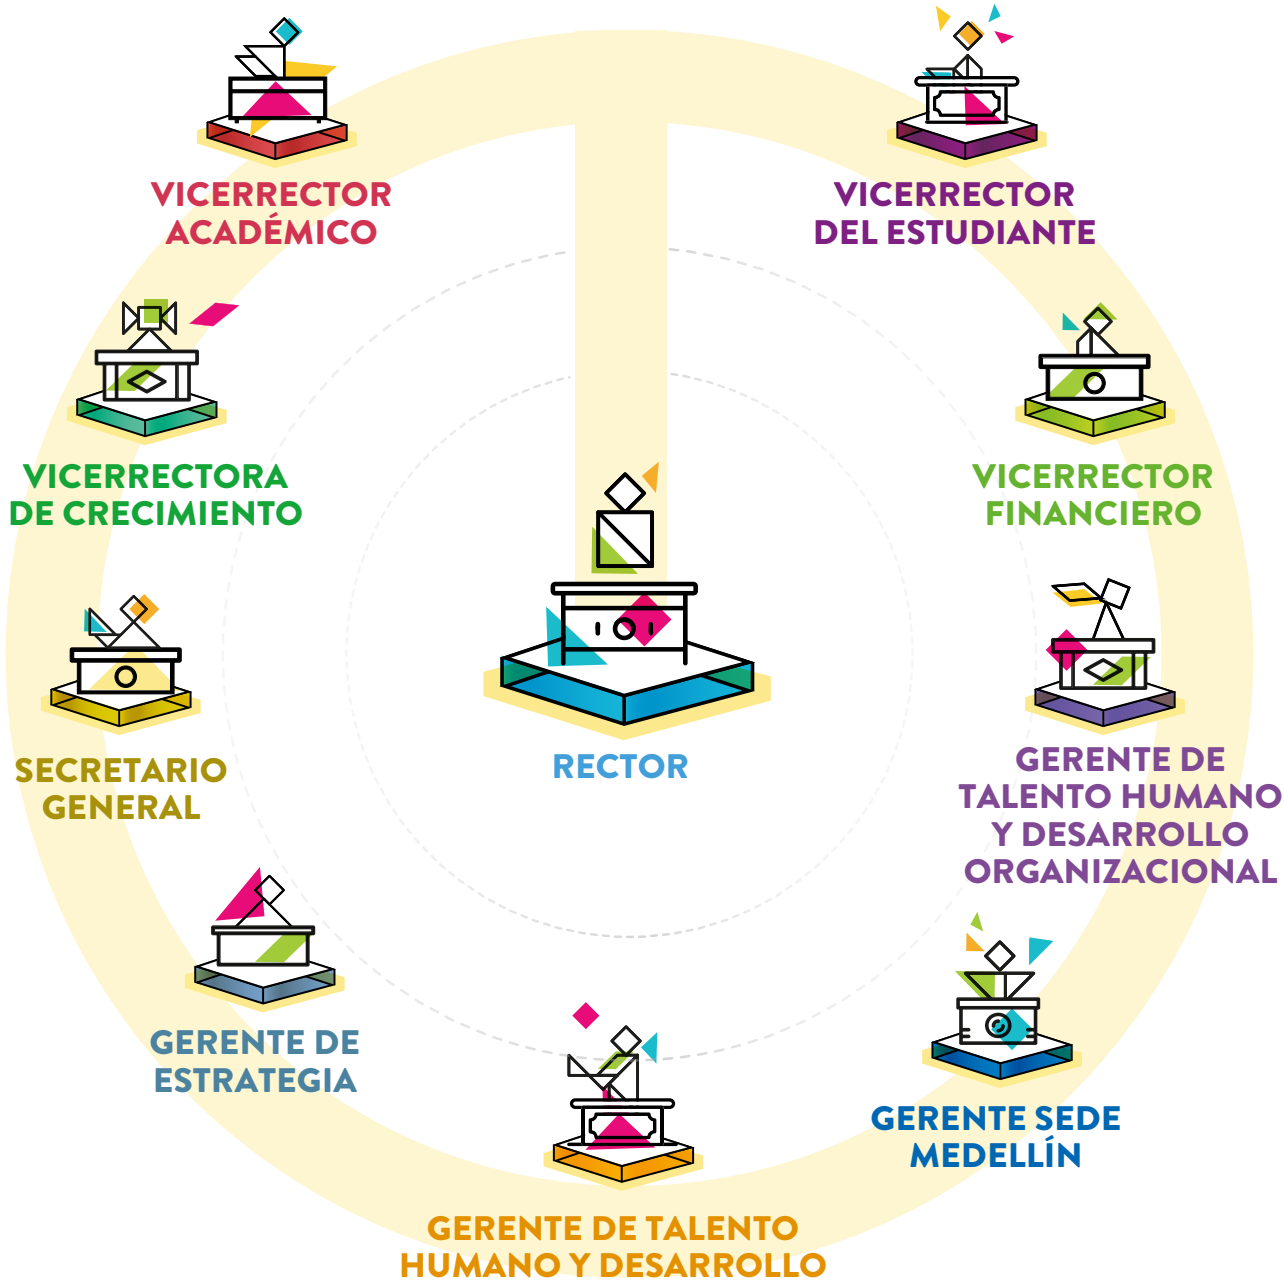 VICERRECTOR
ACADÉMICO
VICERRECTOR
DEL ESTUDIANTE
VICERRECTORA
DE CRECIMIENTO
VICERRECTOR
FINANCIERO
SECRETARIO
GENERAL
RECTOR
GERENTE DE
TALENTO HUMANO
Y DESARROLLO
ORGANIZACIONAL
GERENTE DE
ESTRATEGIA
GERENTE SEDE
MEDELLÍN
GERENTE DE TALENTO
HUMANO Y DESARROLLO